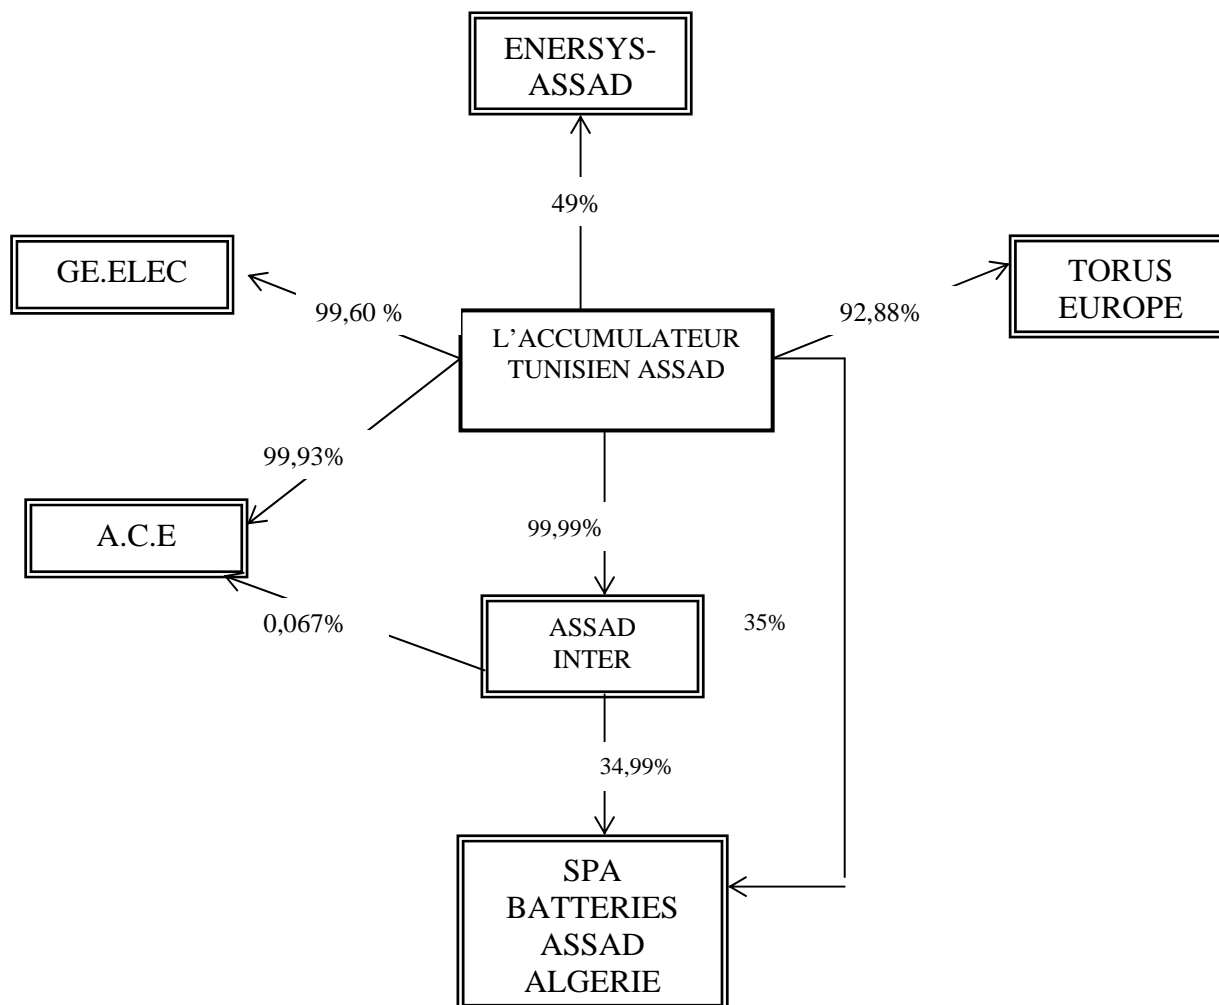 ENERSYS-
ASSAD
49%
GE.ELEC
TORUS
EUROPE
99,60 %
92,88%
L’ACCUMULATEUR
TUNISIEN ASSAD
99,93%
A.C.E
99,99%
0,067%
ASSAD
INTER
35%
34,99%
SPA
BATTERIES
ASSAD
ALGERIE